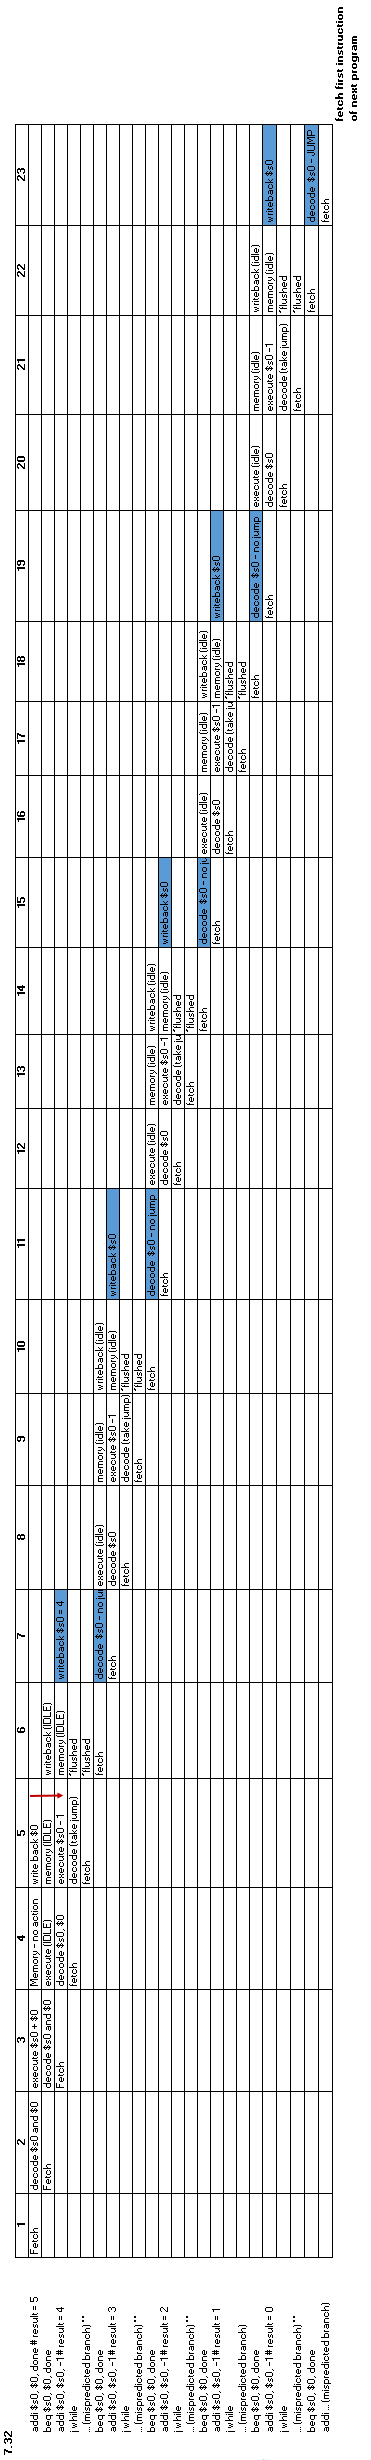 7.32
1 2 3 4 5 6 7 8 9 10 11 12 13 14 15 16 17 18 19 20 21 22 23
addi $s0, $0, done # result = 5 Fetch decode $s0 and $0 execute $s0 + $0 Memory - no action write back $0
beq $s0, $0, done Fetch decode $s0 and $0 execute (IDLE) memory (IDLE) writeback (IDLE)
addi $s0, $s0, -1# result = 4 Fetch decode $s0, $0 execute $s0 - 1 memory (IDLE) writeback $s0 = 4
j while fetch decode (take jump) "flushed
...(mispredicted branch)"" fetch "flushed
beq $s0, $0, done fetch decode $s0 - no ju execute (idle) memory (idle) writeback (idle)
addi $s0, $s0, -1# result = 3 fetch decode $s0 execute $s0 -1 memory (idle) writeback $s0
j while fetch decode (take jump) "flushed
...(mispredicted branch)"" fetch "flushed
beq $s0, $0, done fetch decode $s0 - no jump execute (idle) memory (idle) writeback (idle)
addi $s0, $s0, -1# result = 2 fetch decode $s0 execute $s0 -1 memory (idle) writeback $s0
j while fetch decode (take ju "flushed
...(mispredicted branch)"" fetch "flushed
beq $s0, $0, done fetch decode $s0 - no ju execute (idle) memory (idle) writeback (idle)
addi $s0, $s0, -1# result = 1 fetch decode $s0 execute $s0 -1 memory (idle) writeback $s0
j while fetch decode (take ju "flushed
...(mispredicted branch)"" fetch "flushed
beq $s0, $0, done fetch decode $s0 - no jump execute (idle) memory (idle) writeback (idle)
addi $s0, $s0, -1# result = 0 fetch decode $s0 execute $s0 -1 memory (idle) writeback $s0
j while fetch decode (take jump) "flushed
...(mispredicted branch)"" fetch "flushed
beq $s0, $0, done fetch decode $s0 - JUMP
add....(mispredicted branch) fetch
fetch first instruction
of next program